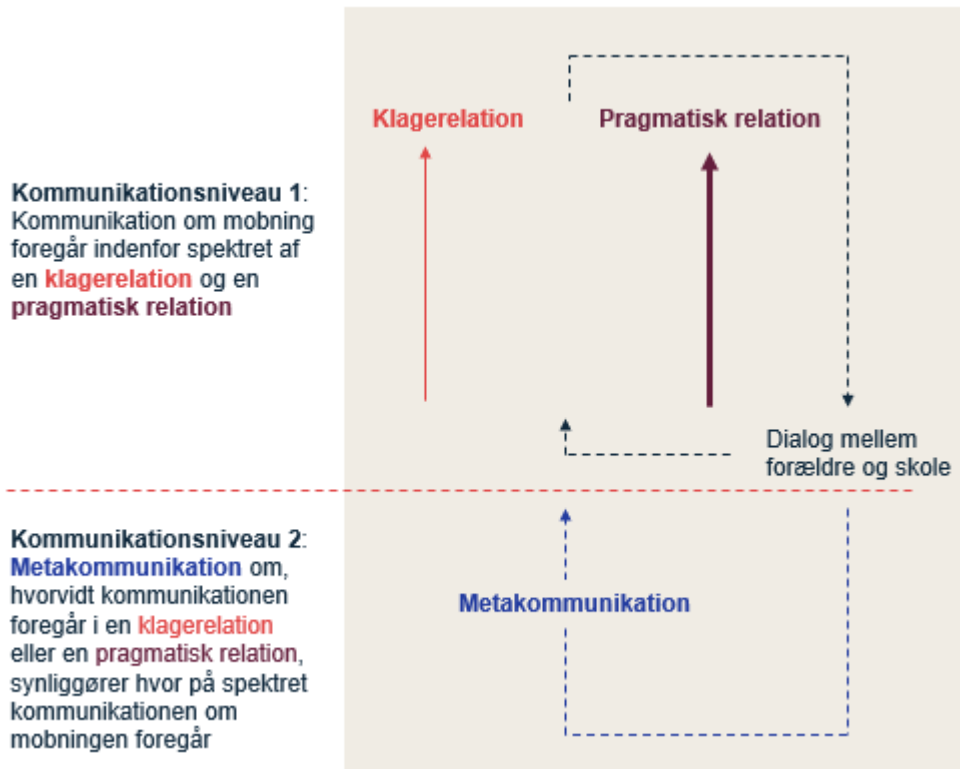 Klagerelation
Pragmatisk relation
Kommunikationsniveau 1:
Kommunikation om mobning
foregår indenfor spektret af
en klagerelation og en
pragmatisk relation
Dialog mellem
forældre og skole
Kommunikationsniveau 2:
Metakommunikation om,
hvorvidt kommunikationen
foregår i en klagerelation
eller en pragmatisk relation,
synliggører hvor på spektret
kommunikationen om
mobningen foregår
Metakommunikation